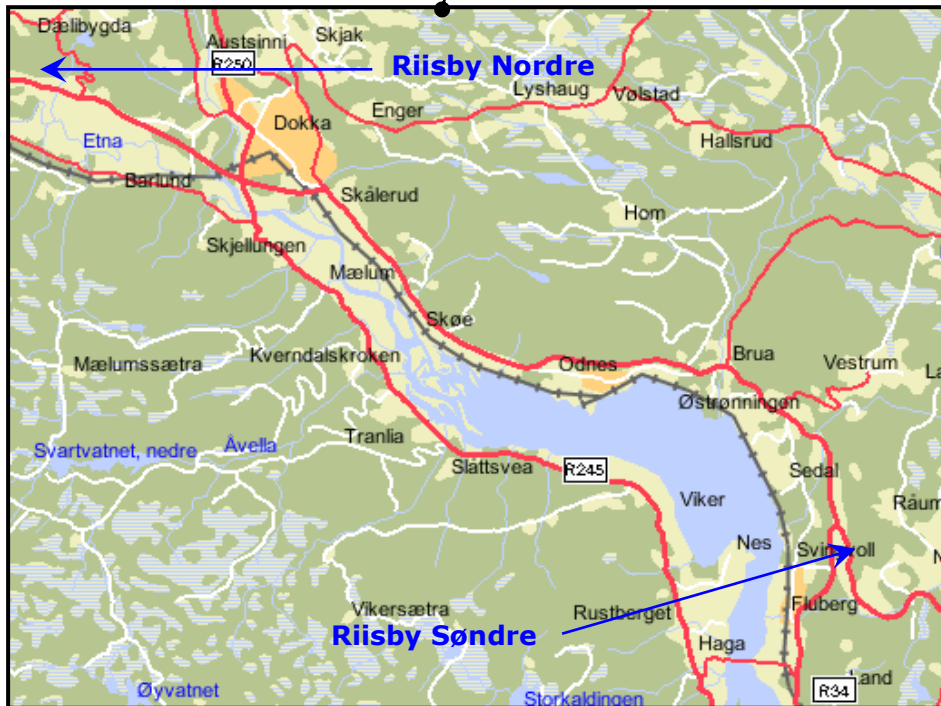 Dælibygda
Austsinni
Skjak
R250
Riisby Nordre
Lyshaug
Vølstad
Enger
Dokka
Hallsrud
Etna
Barlund
Skålerud
Hom
Skjellungen
Mælum
Skøe
Brua
Mælumssætra
Kverndalskroken
Odnes
Vestrum
Østrønningen
Tranlia
Svartvatnet, nedre
Åvella
Slattsvea
R245
Sedal
Viker
Nes
Vikersætra
Rustberget
Fluberg
Riisby Søndre
Haga
Øyvatnet
Storkaldingen
R34